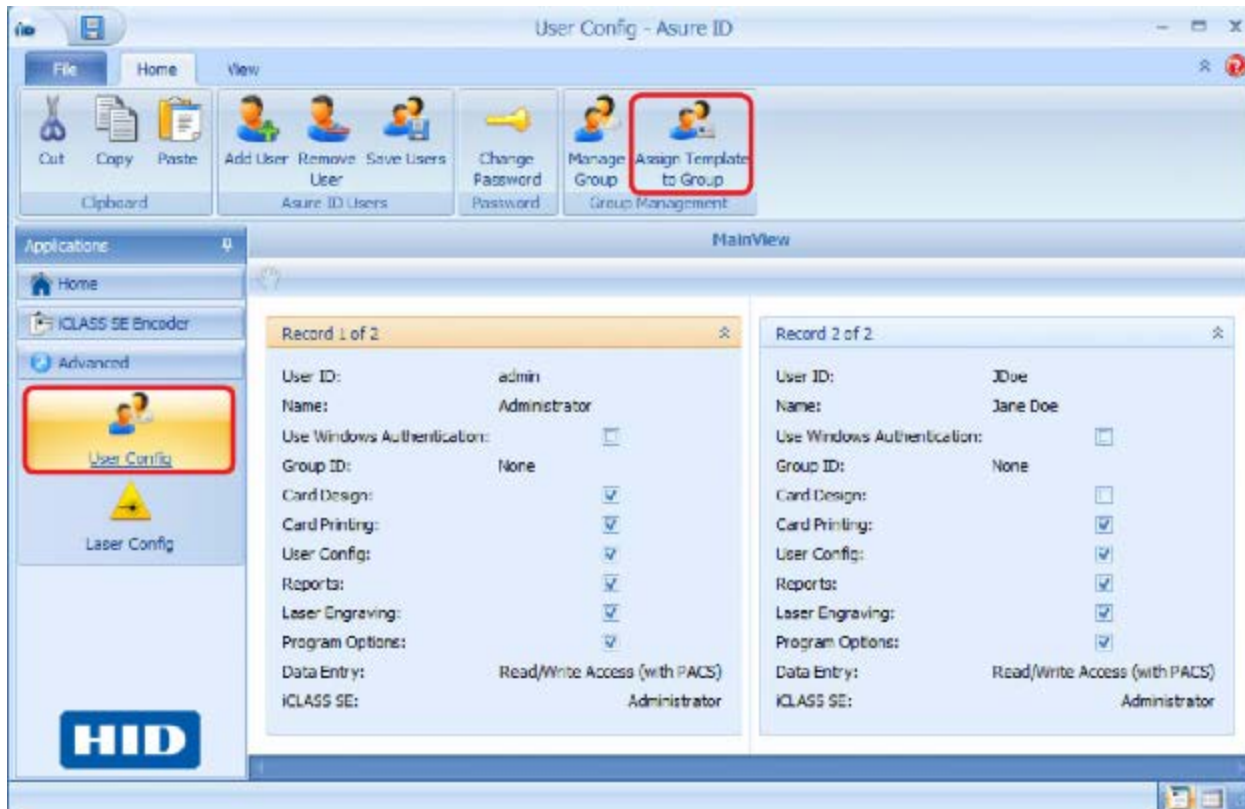 User Config - Asure ID
File Home View
Cut Copy Paste Add User Remove User Save Users Change Password Manage Group Assign Template to Group
Clipboard Asure ID Users Password Group Management
Applications
MainView
Home
iCLASS SE Encoder
Advanced
User Config
Laser Config
HID
Record 1 of 2
User ID: admin
Name: Administrator
Use Windows Authentication:
Group ID: None
Card Design:
Card Printing:
User Config:
Reports:
Laser Engraving:
Program Options:
Data Entry: Read/Write Access (with PACS)
iCLASS SE: Administrator
Record 2 of 2
User ID: JDoe
Name: Jane Doe
Use Windows Authentication:
Group ID: None
Card Design:
Card Printing:
User Config:
Reports:
Laser Engraving:
Program Options:
Data Entry: Read/Write Access (with PACS)
iCLASS SE: Administrator